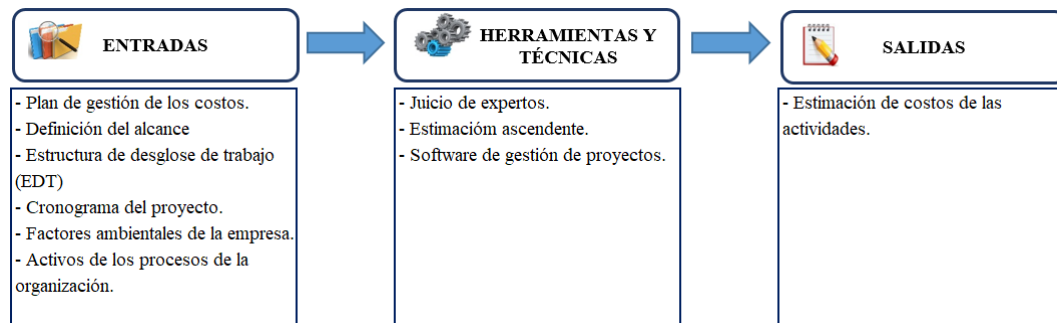 ENTRADAS
HERRAMIENTAS Y
TÉCNICAS
SALIDAS
- Plan de gestión de los costos.
- Definición del alcance
- Estructura de desglose de trabajo
(EDT)
- Cronograma del proyecto.
- Factores ambientales de la empresa.
- Activos de los procesos de la
organización.
- Juicio de expertos.
- Estimacióm ascendente.
- Software de gestión de proyectos.
- Estimación de costos de las
actividades.